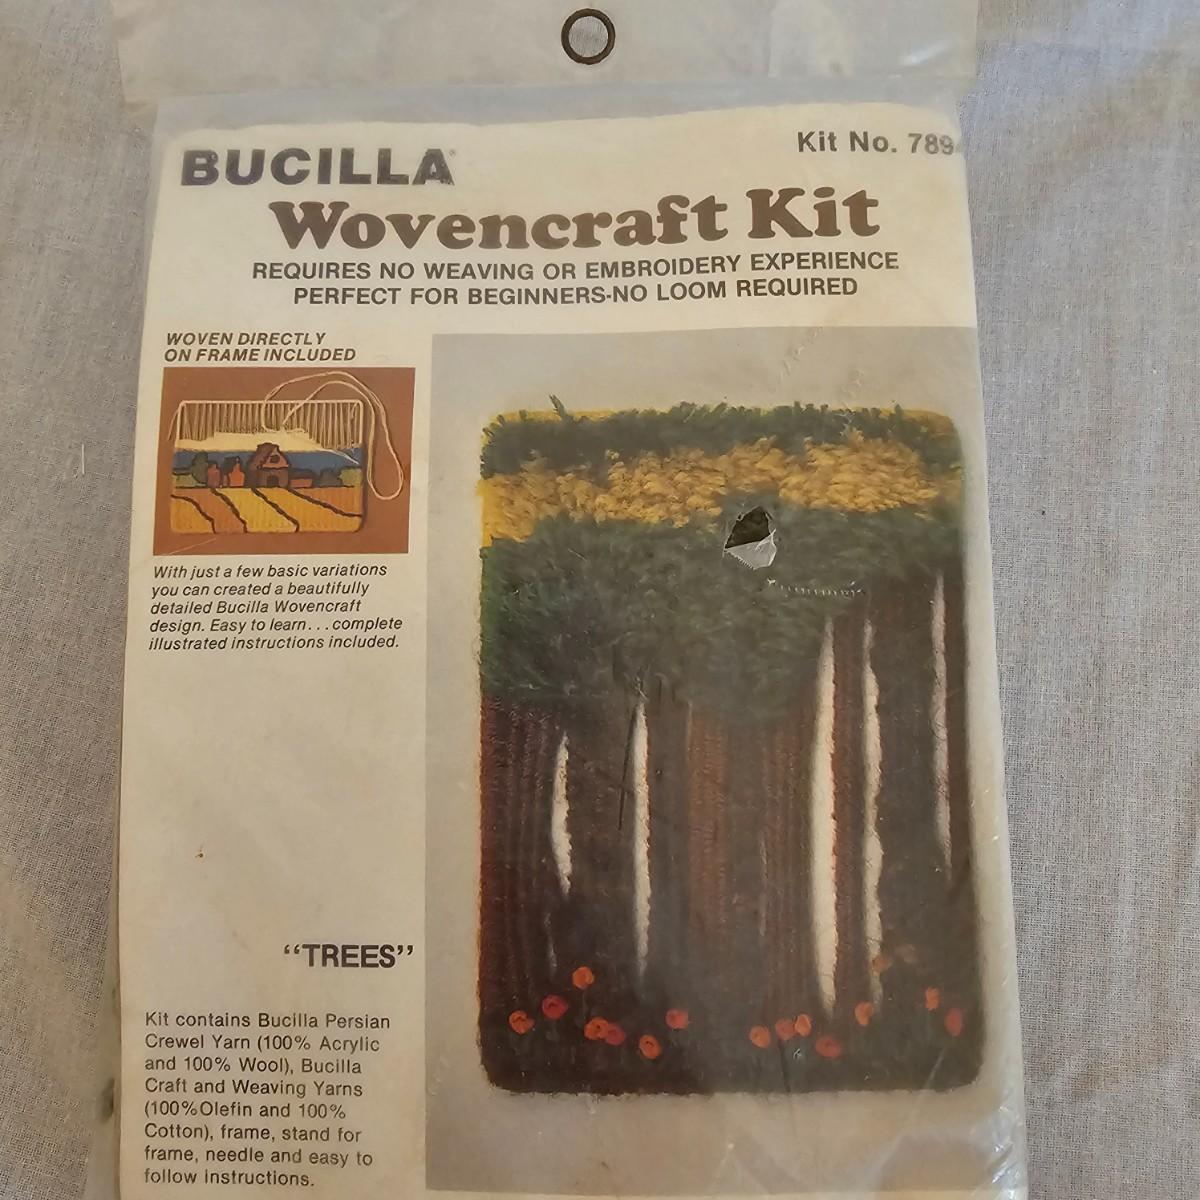 BUCILLA
Kit No. 789
Wovencraft Kit
REQUIRES NO WEAVING OR EMBROIDERY EXPERIENCE
PERFECT FOR BEGINNERS-NO LOOM REQUIRED
WOVEN DIRECTLY
ON FRAME INCLUDED
With just a few basic variations
you can created a beautifully
detailed Bucilla Wovencraft
design. Easy to learn...complete
illustrated instructions included.
“TREES”
Kit contains Bucilla Persian
Crewel Yarn (100% Acrylic
and 100% Wool), Bucilla
Craft and Weaving Yarns
(100%Olefin and 100%
Cotton), frame, stand for
frame, needle and easy to
follow instructions.